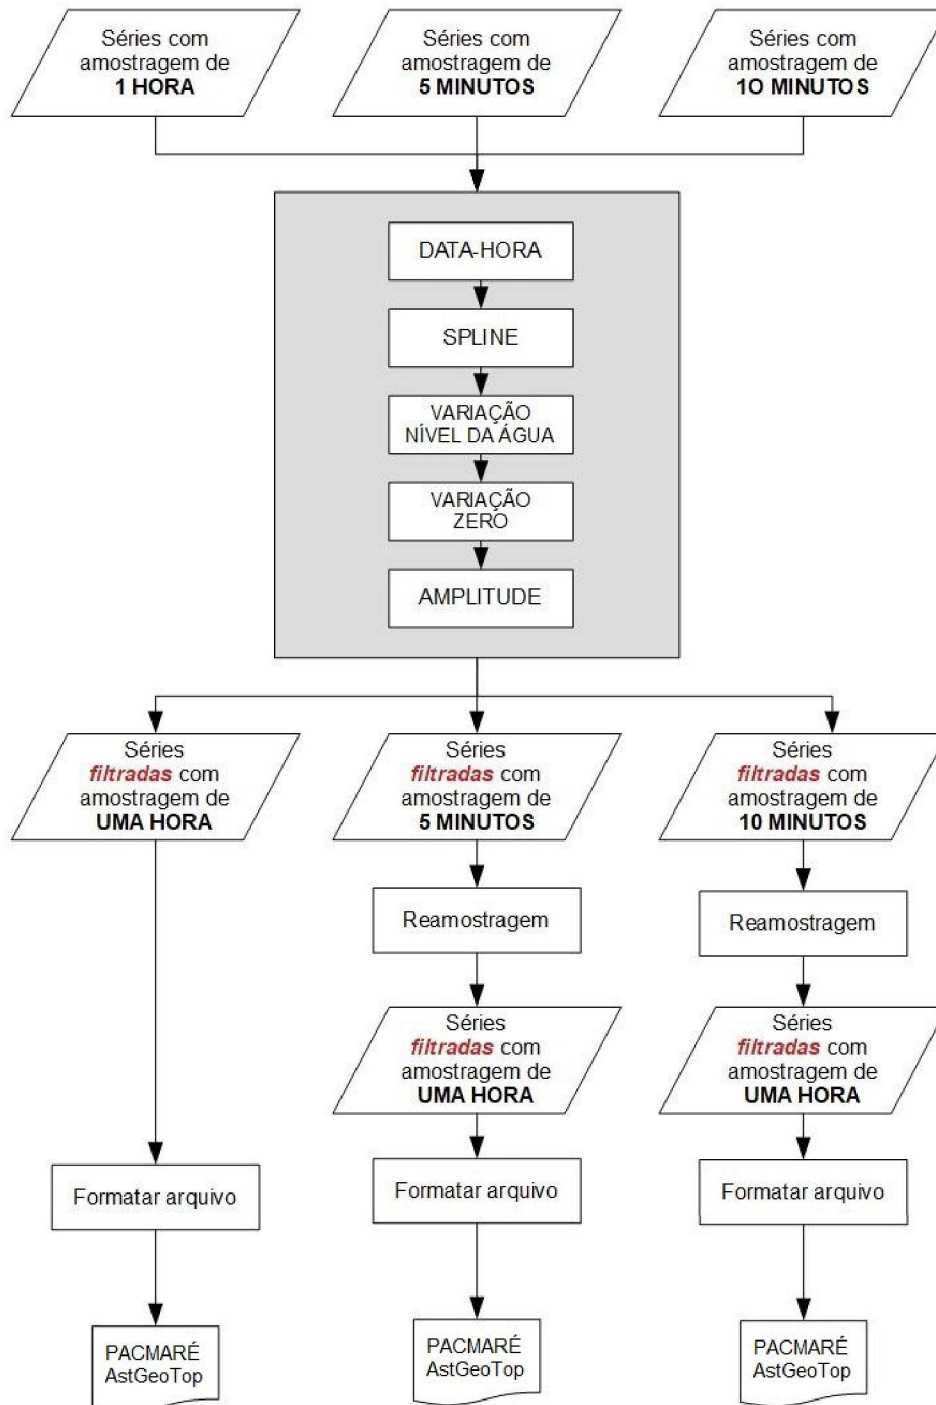 Séries com
amostragem de
1 HORA
Séries com
amostragem de
5 MINUTOS
Séries com
amostragem de
1O MINUTOS
DATA-HORA
SPLINE
VARIAÇÃO
NÍVEL DA ÁGUA
VARIAÇÃO
ZERO
AMPLITUDE
Séries
filtradas com
amostragem de
UMA HORA
Séries
filtradas com
amostragem de
5 MINUTOS
Séries
filtradas com
amostragem de
10 MINUTOS
Reamostragem
Reamostragem
Séries
filtradas com
amostragem de
UMA HORA
Séries
filtradas com
amostragem de
UMA HORA
Formatar arquivo
Formatar arquivo
Formatar arquivo
PACMARÉ
AstGeoTop
PACMARÉ
AstGeoTop
PACMARÉ
AstGeoTop